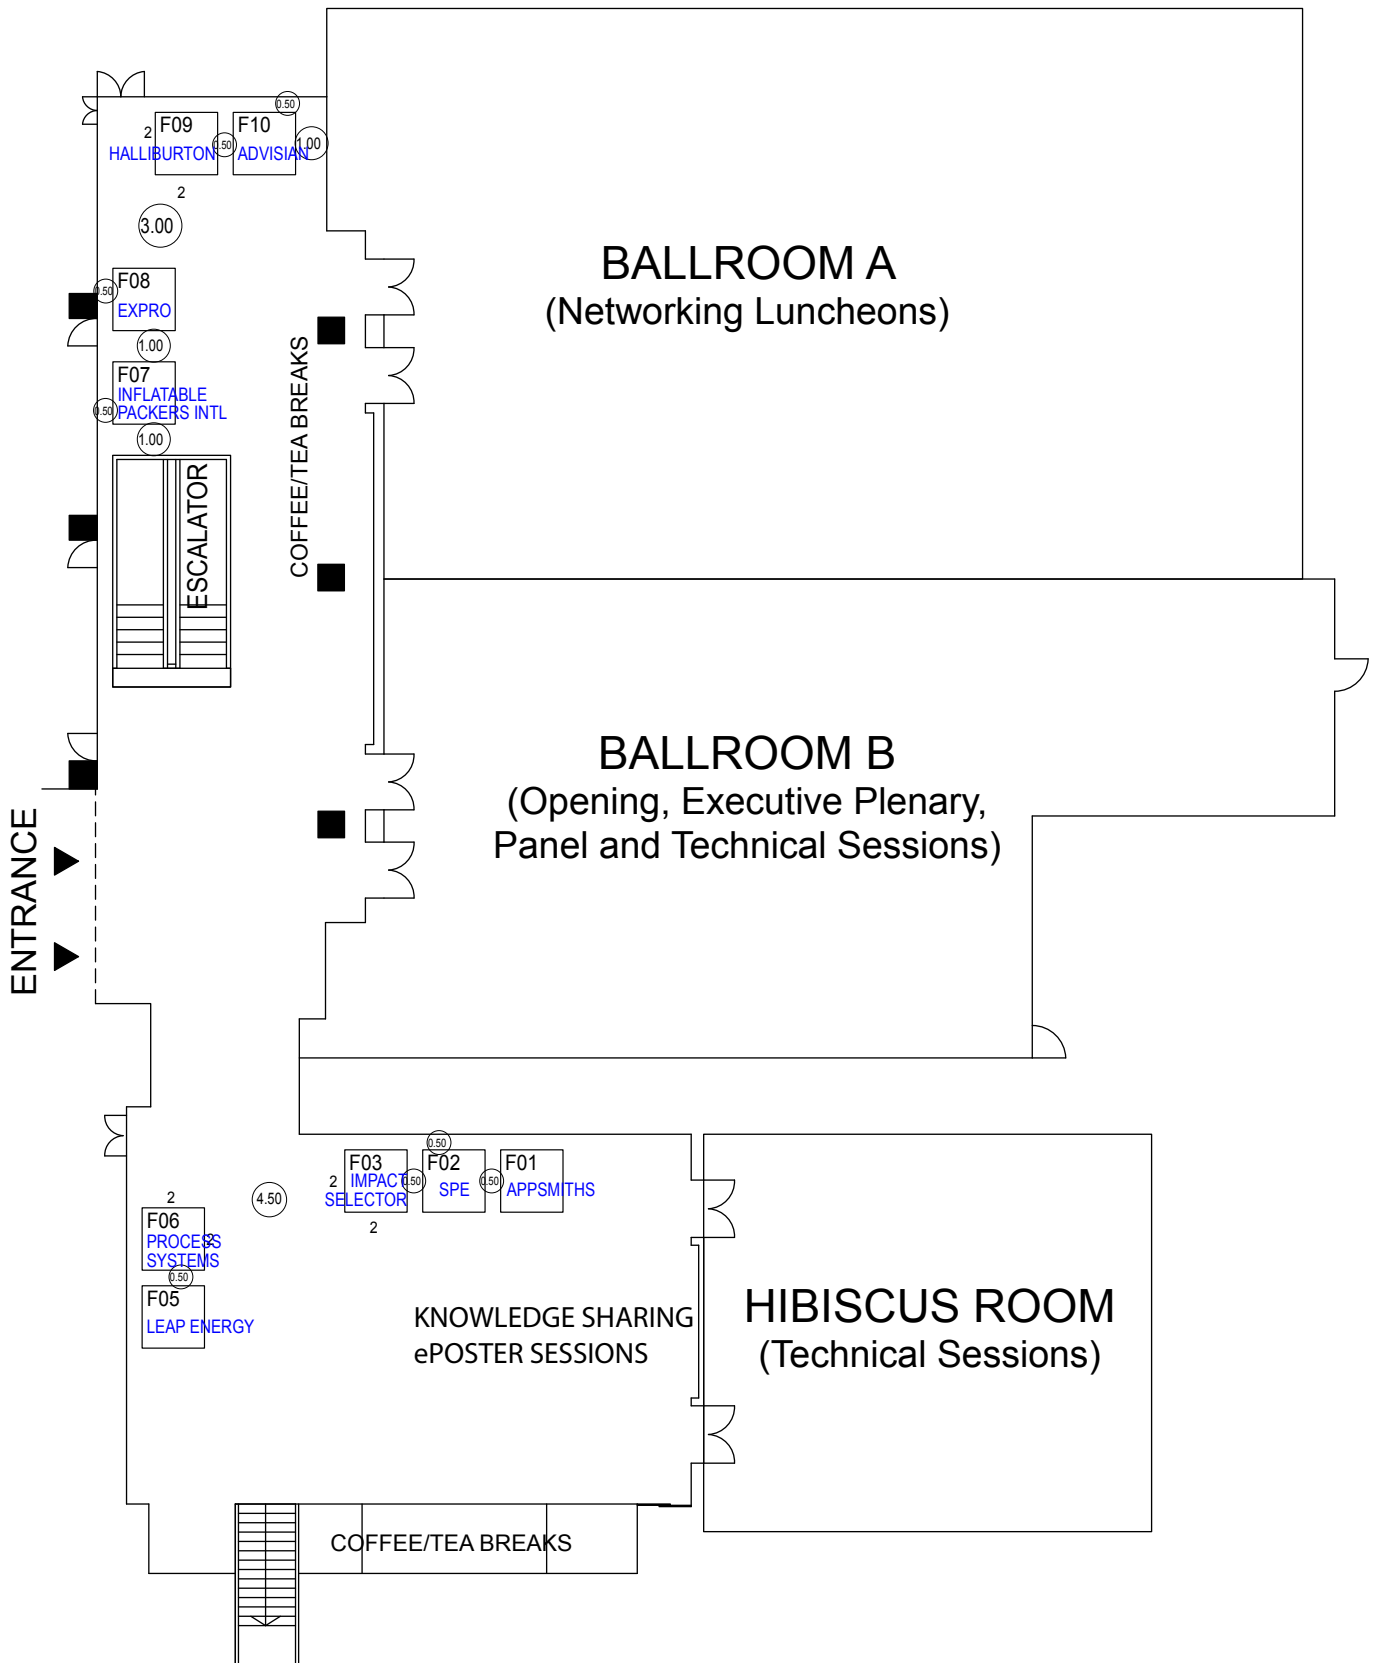 0.50
F09
F10
2
0.50
1.00
HALLIBURTON
ADVISIAN
2
3.00
BALLROOM A
(Networking Luncheons)
F08
0.50
EXPRO
1.00
F07
INFLATABLE
PACKERS INTL
0.50
1.00
COFFEE/TEA BREAKS
ESCALATOR
BALLROOM B
(Opening, Executive Plenary,
Panel and Technical Sessions)
ENTRANCE
0.50
F03
F02
F01
2
IMPACT
SELECTOR
0.50
SPE
0.50
APPSMITHS
2
4.50
2
F06
2
PROCESS
SYSTEMS
0.50
F05
LEAP ENERGY
KNOWLEDGE SHARING
ePOSTER SESSIONS
HIBISCUS ROOM
(Technical Sessions)
COFFEE/TEA BREAKS